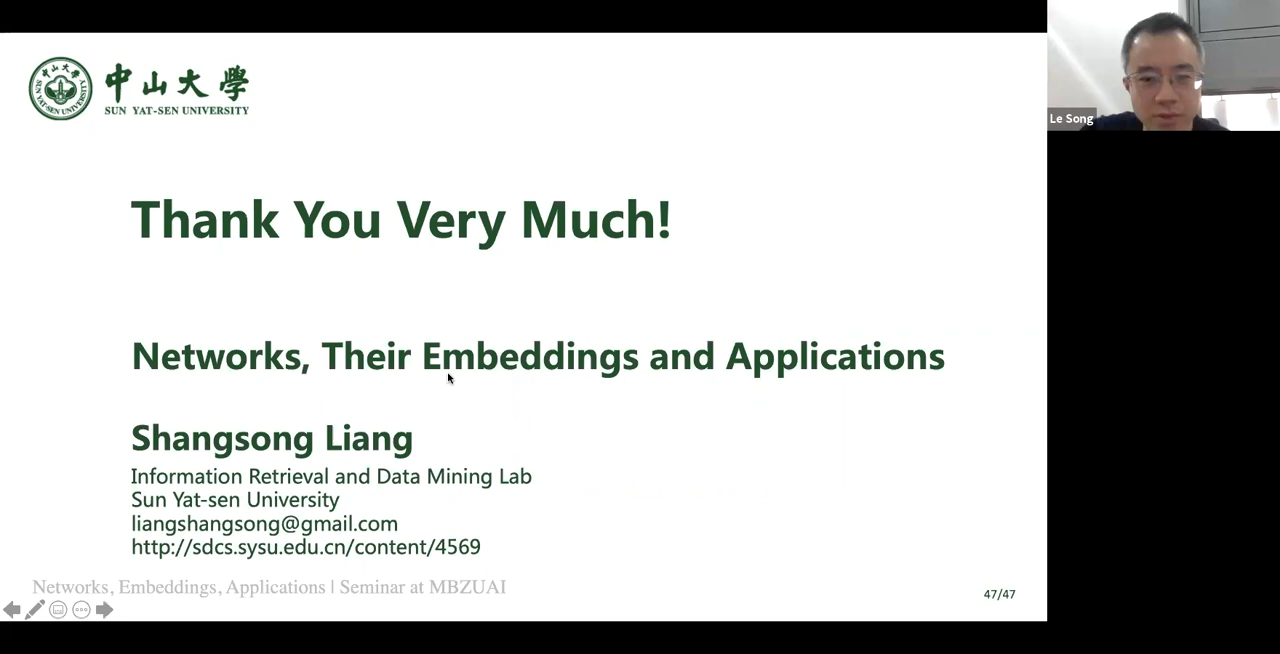 中山大學
SUN YAT-SEN UNIVERSITY
Le Song
Thank You Very Much!
Networks, Their Embeddings and Applications
Shangsong Liang
Information Retrieval and Data Mining Lab
Sun Yat-sen University
liangshangsong@gmail.com
http://sdcs.sysu.edu.cn/content/4569
Networks, Embeddings, Applications | Seminar at MBZUAI
47/47